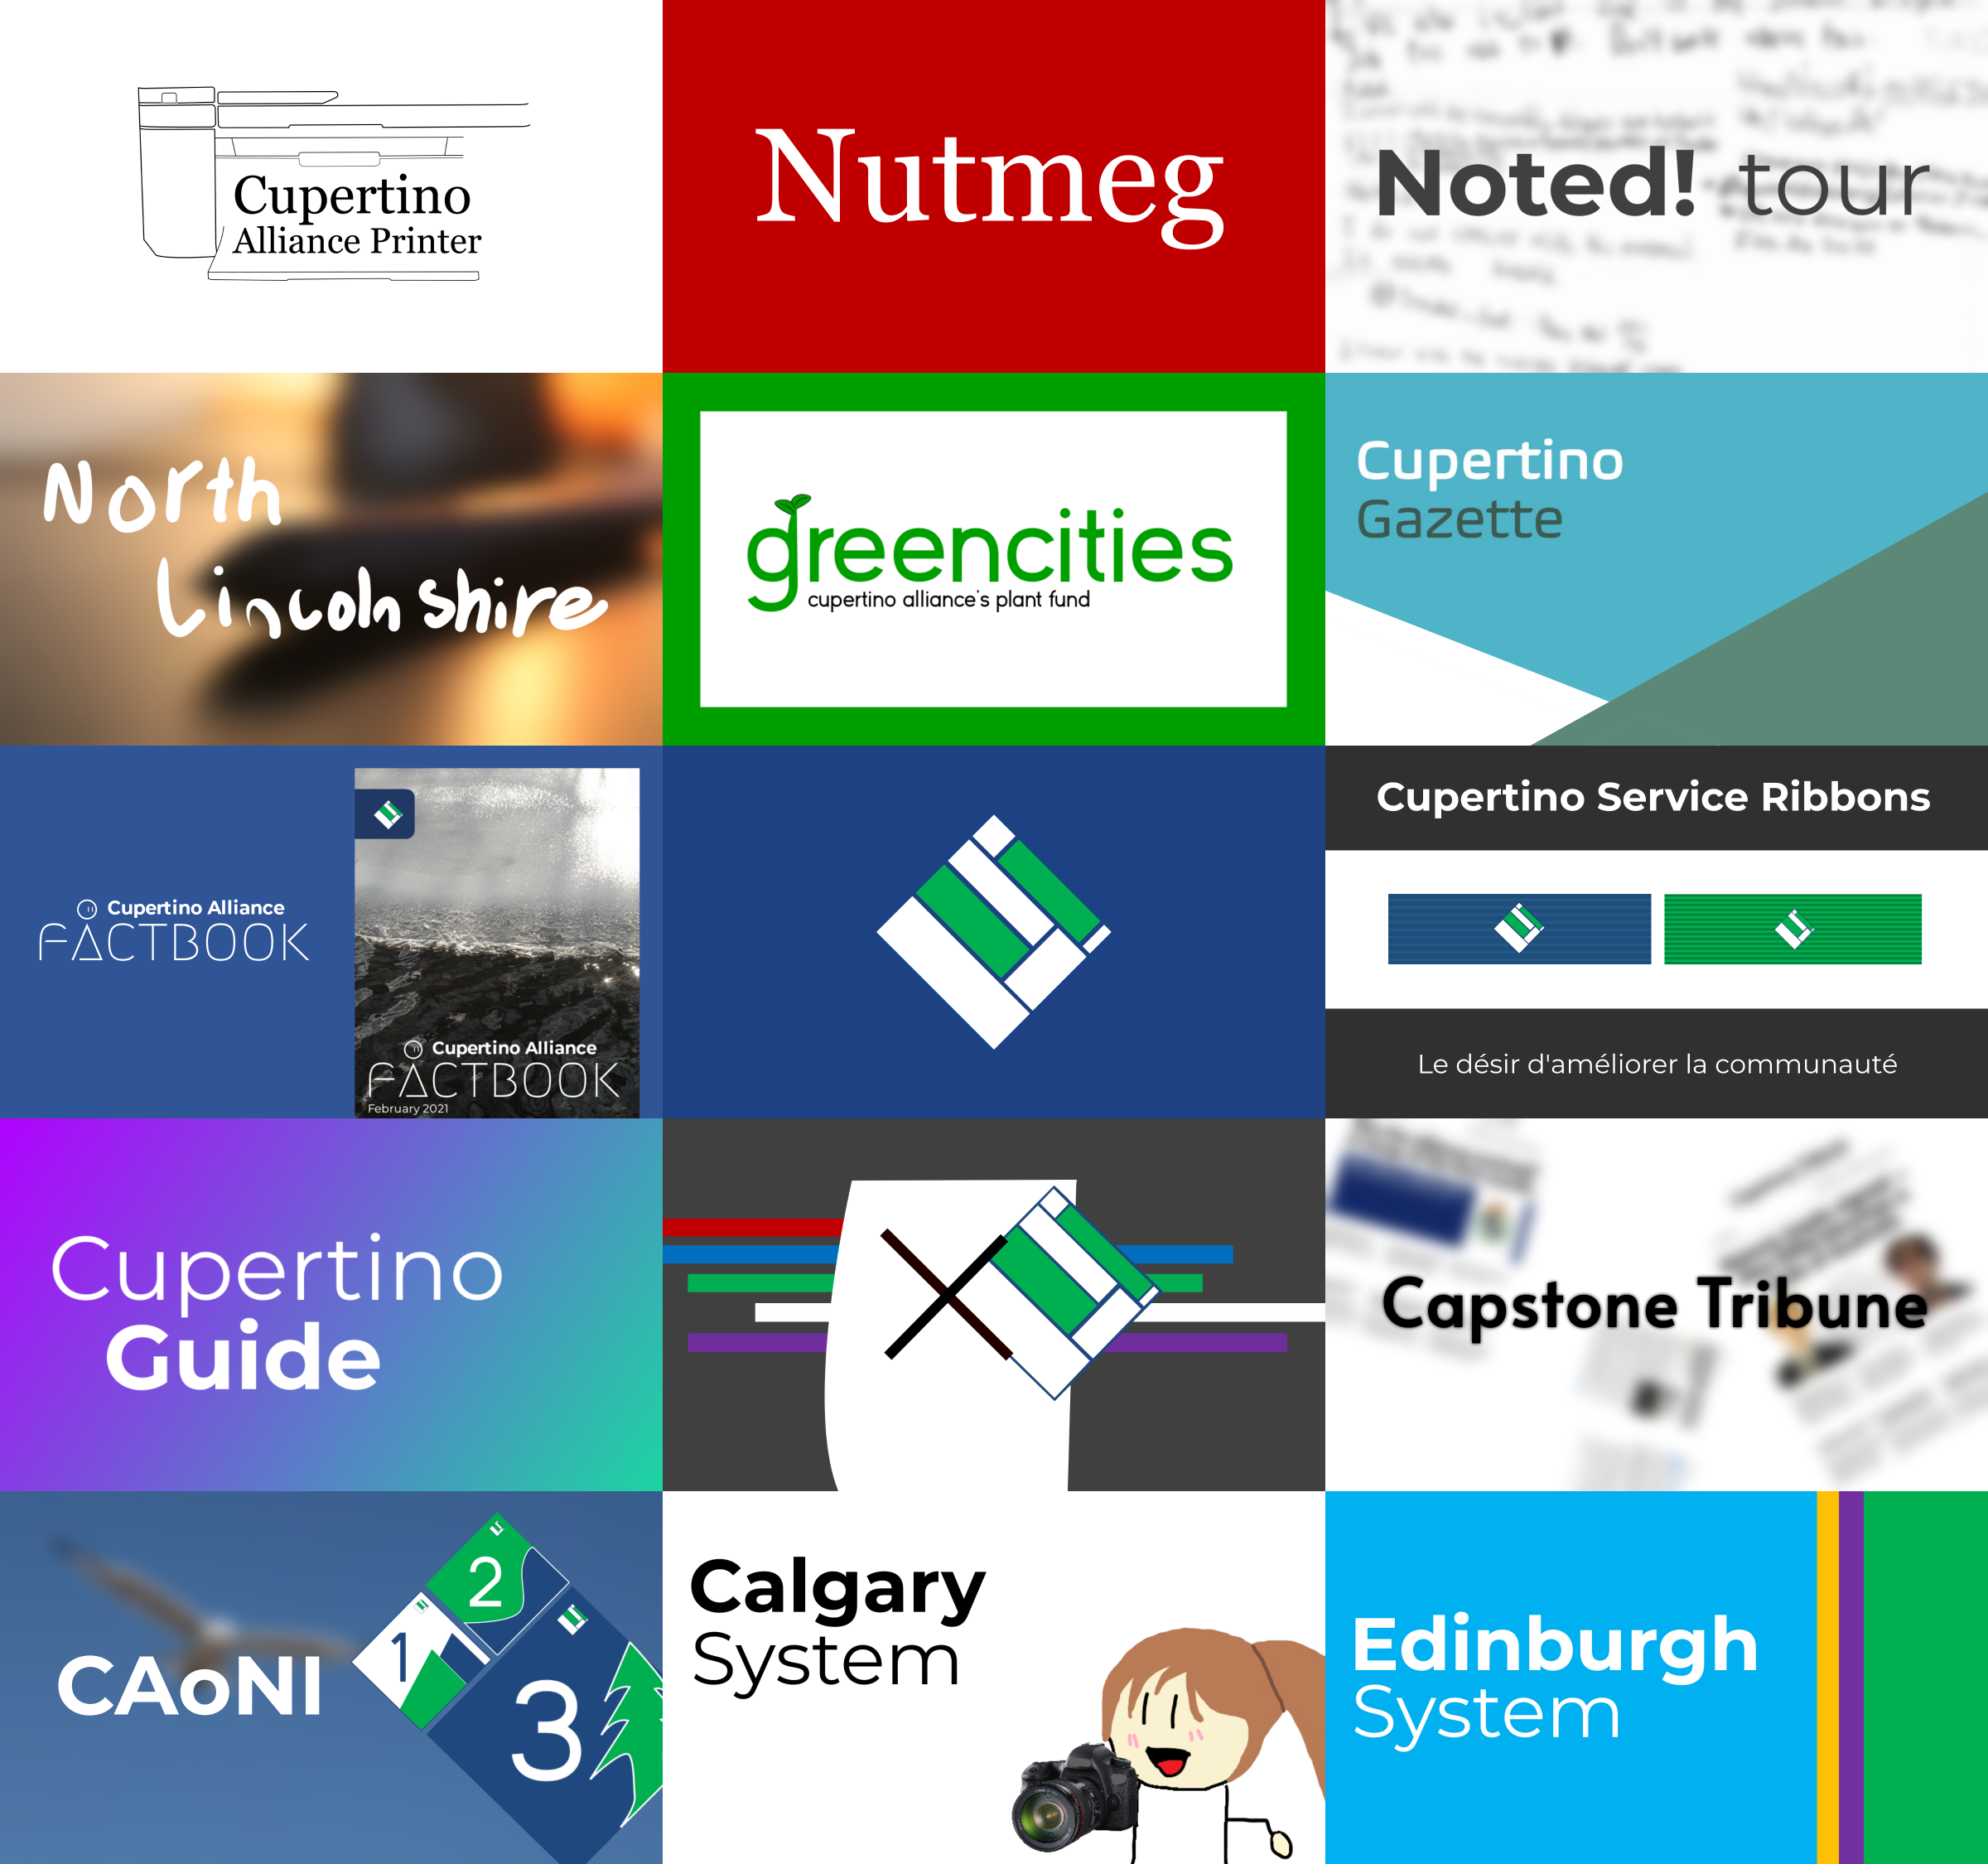 Cupertino
Alliance Printer
Nutmeg
Noted! tour
North
Lincolnshire
greencities
cupertino alliance's plant fund
Cupertino
Gazette
Cupertino Alliance
FACTBOOK
Cupertino Alliance
FACTBOOK
February 2021
Cupertino Service Ribbons
Le désir d'améliorer la communauté
Cupertino
Guide
Capstone Tribune
CAoNI
1
2
3
Calgary
System
Edinburgh
System